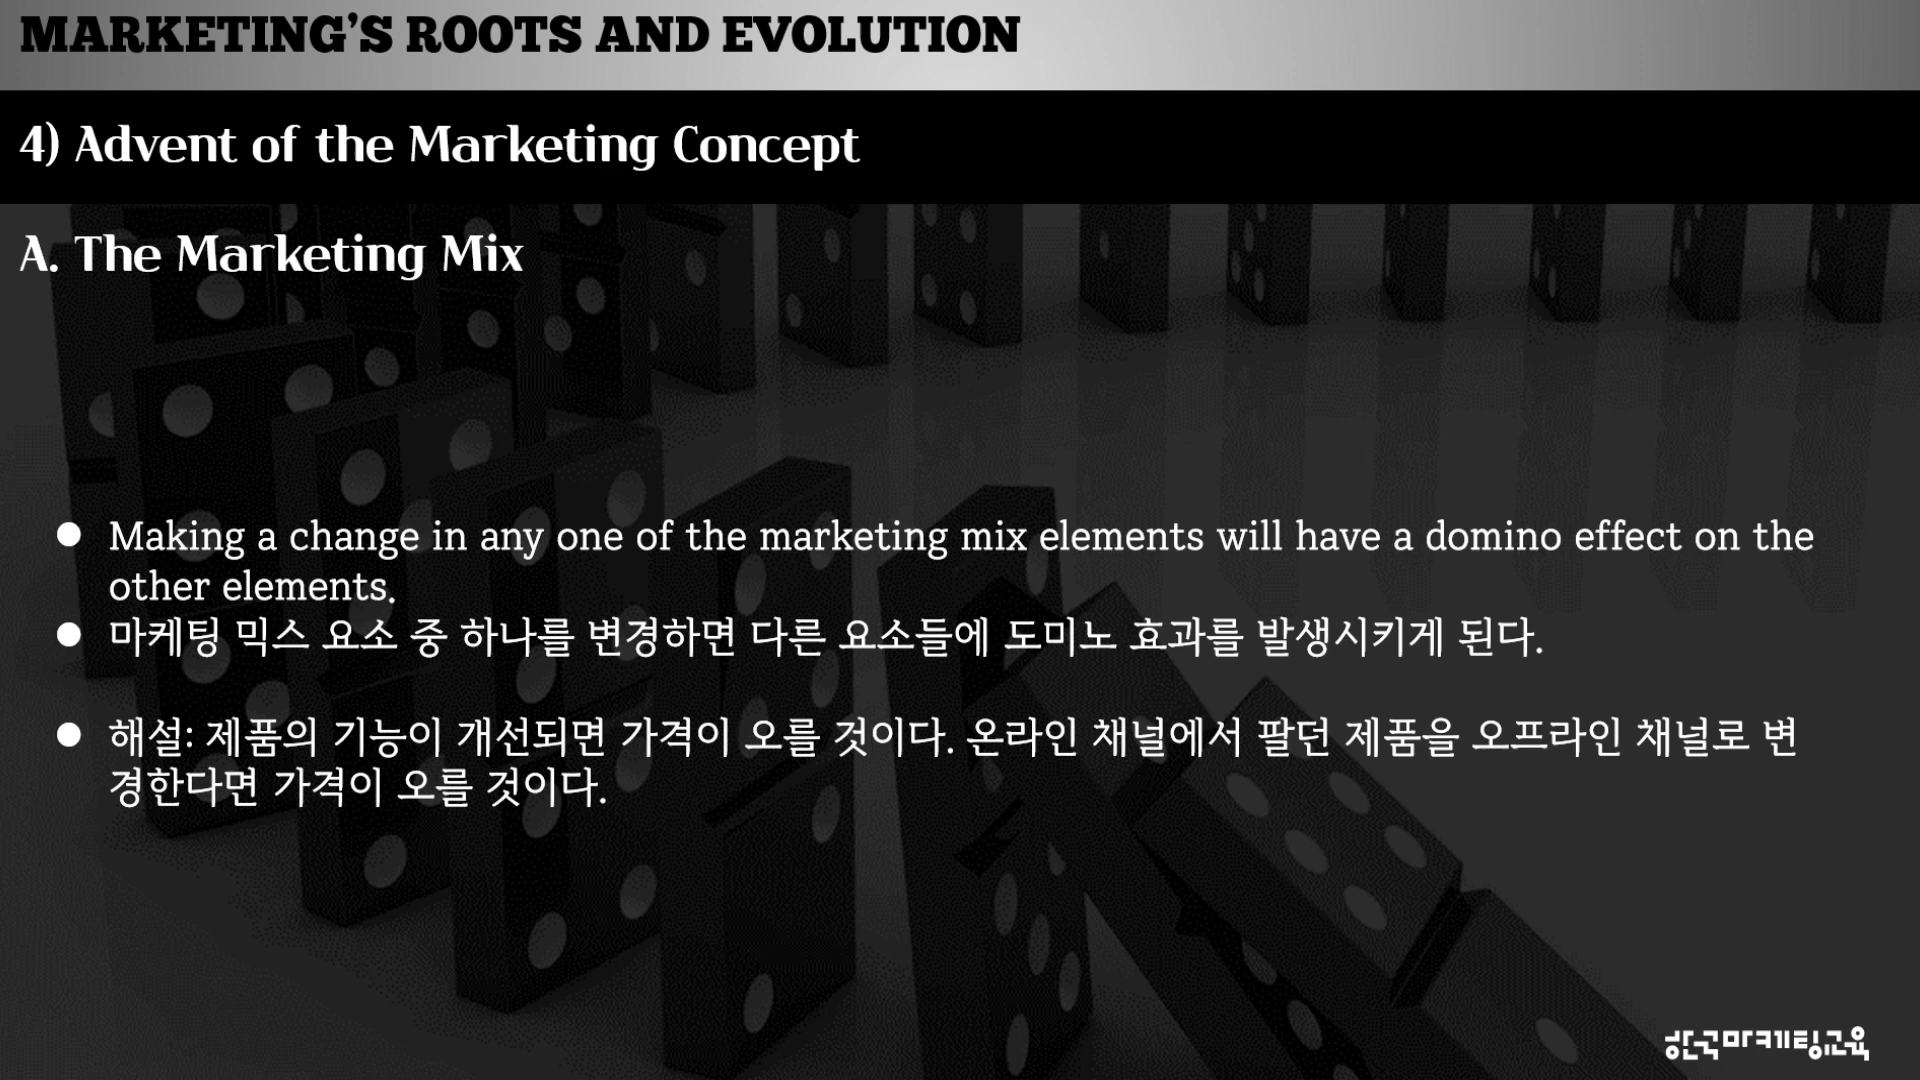 MARKETING'S ROOTS AND EVOLUTION
4) Advent of the Marketing Concept
A. The Marketing Mix
● Making a change in any one of the marketing mix elements will have a domino effect on the
other elements.
● 마케팅 믹스 요소 중 하나를 변경하면 다른 요소들에 도미노 효과를 발생시키게 된다.
● 해설: 제품의 기능이 개선되면 가격이 오를 것이다. 온라인 채널에서 팔던 제품을 오프라인 채널로 변
경한다면 가격이 오를 것이다.
한국마케팅교육